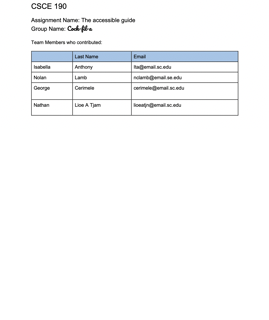 CSCE 190
Assignment Name: The accessible guide
Group Name: Cook-fil-a
Team Members who contributed:
Last Name Email
Isabella Anthony ita@email.sc.edu
Nolan Lamb nclamb@email.se.edu
George Cerimele cerimele@email.sc.edu
Nathan Lioe A Tjam lioeatjn@email.sc.edu